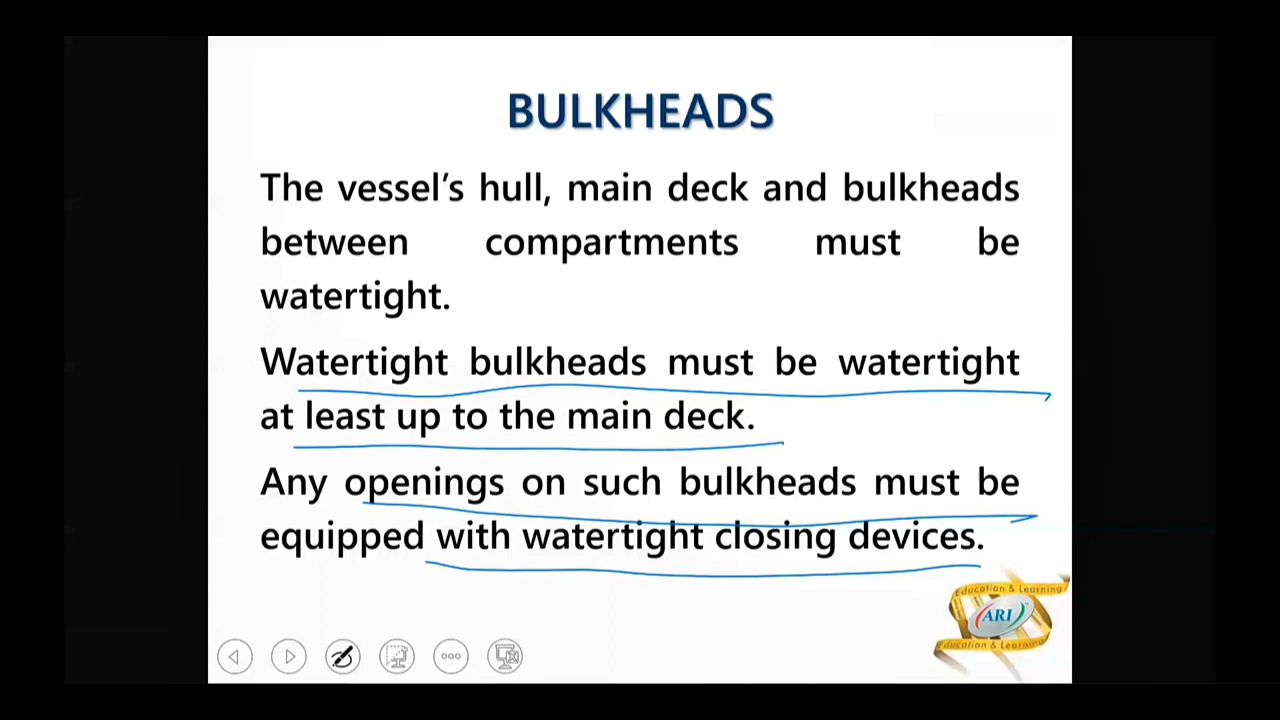 BULKHEADS
The vessel's hull, main deck and bulkheads
between compartments must be
watertight.
Watertight bulkheads must be watertight
at least up to the main deck.
Any openings on such bulkheads must be
equipped with watertight closing devices.
Education & Learning
ARI
Education & Learning